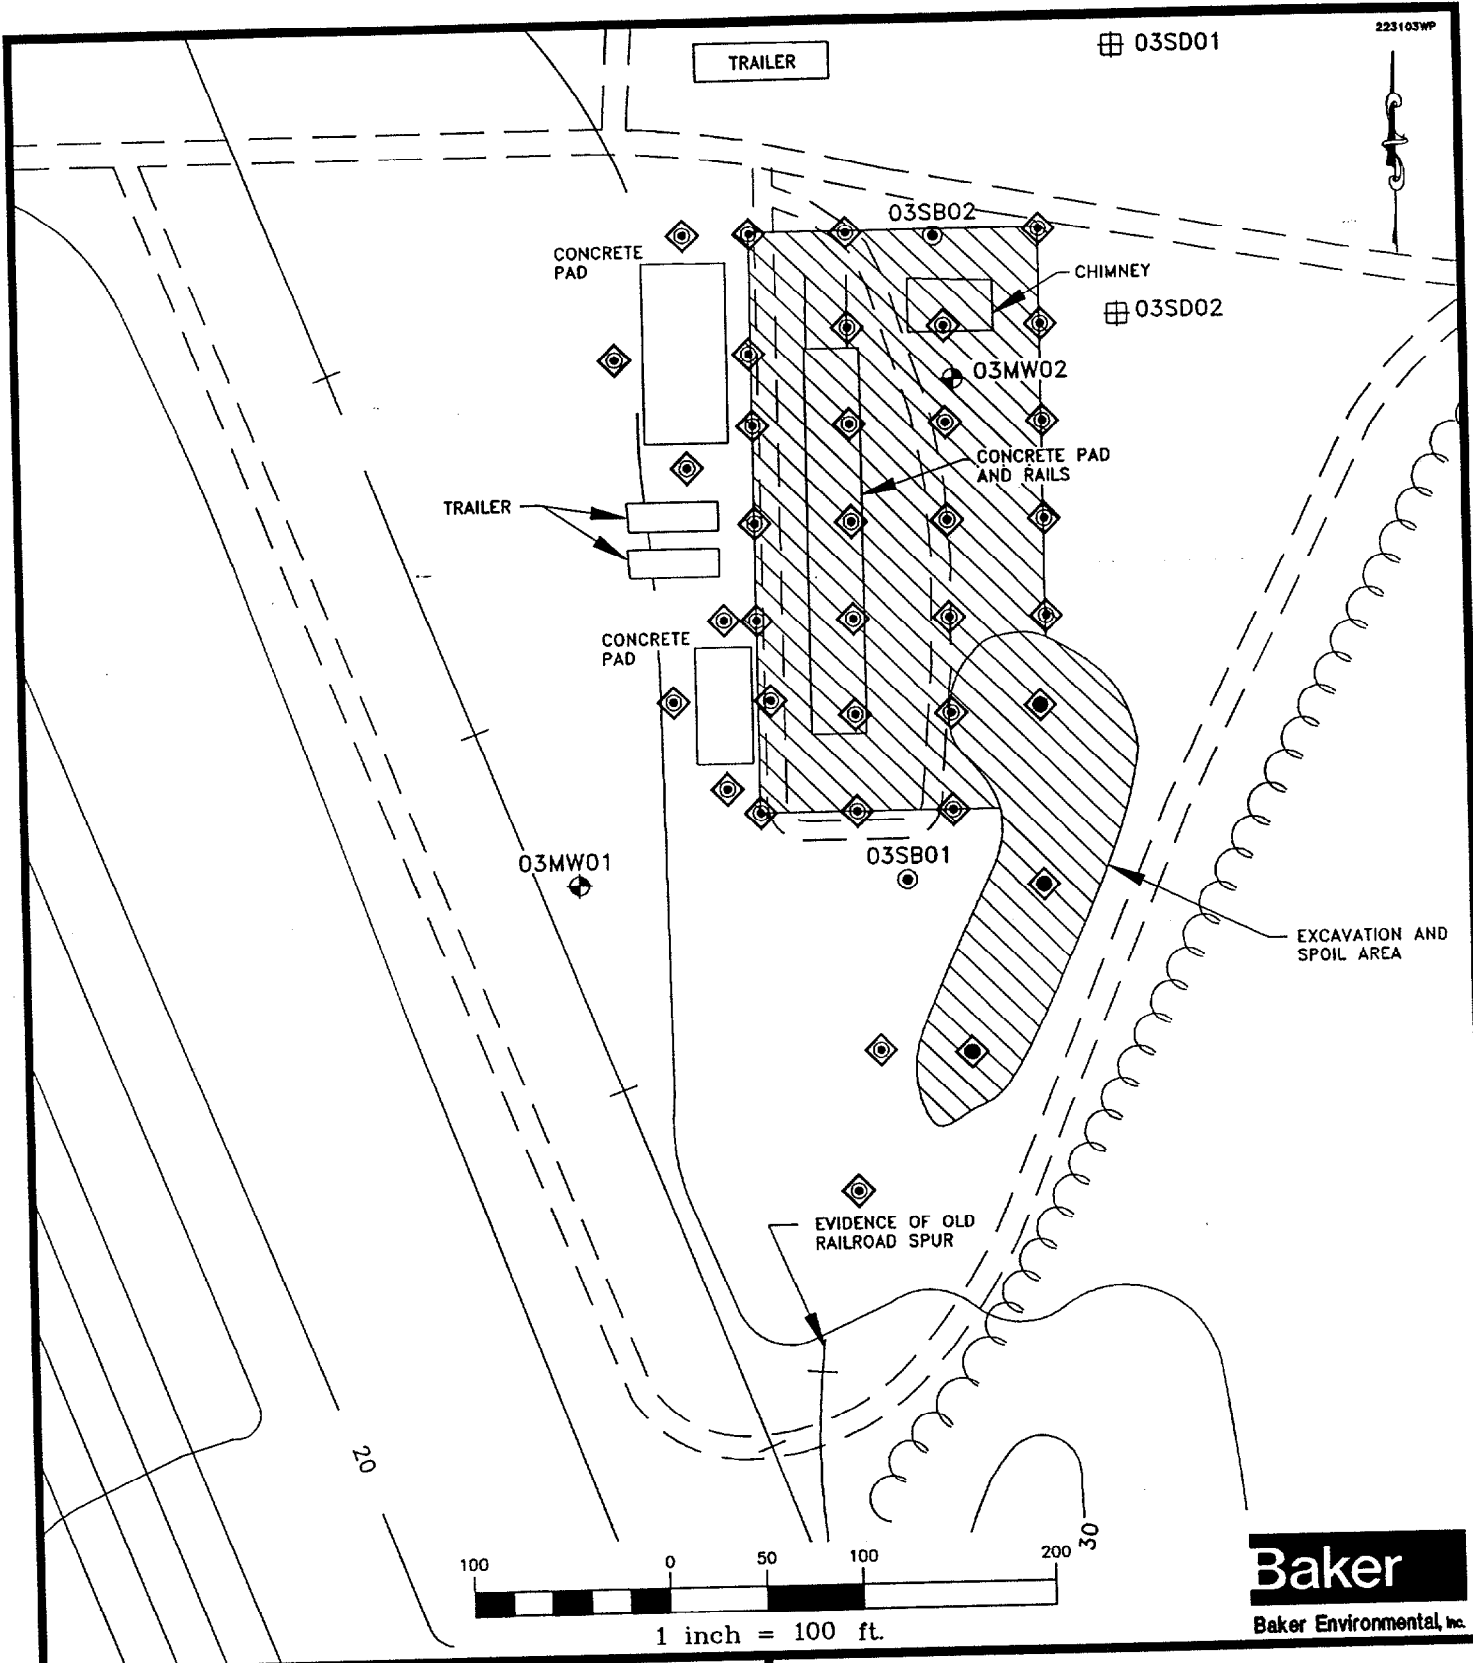 223103WP
TRAILER
03SD01
03SB02
CONCRETE
PAD
CHIMNEY
03SD02
03MW02
CONCRETE PAD
AND RAILS
TRAILER
CONCRETE
PAD
03MW01
03SB01
EXCAVATION AND
SPOIL AREA
EVIDENCE OF OLD
RAILROAD SPUR
20
30
100 0 50 100 200
1 inch = 100 ft.
Baker
Baker Environmental, Inc.